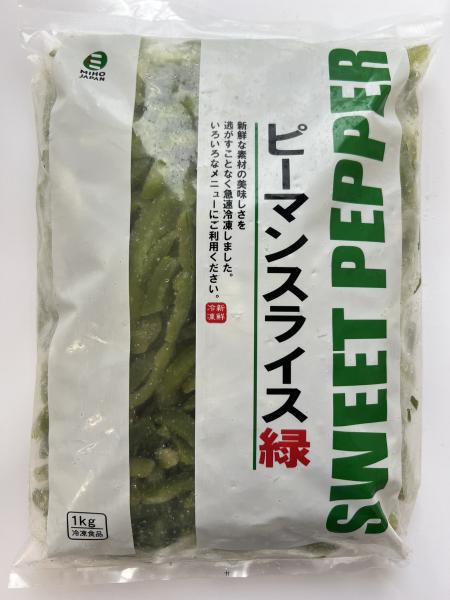 MIHO
JAPAN
SWEET PEPPER
ピーマンスライス緑
新鮮な素材の美味しさを
逃がすことなく急速冷凍しました。
いろいろなメニューにご利用ください。
新鮮
冷凍
1kg
冷凍食品